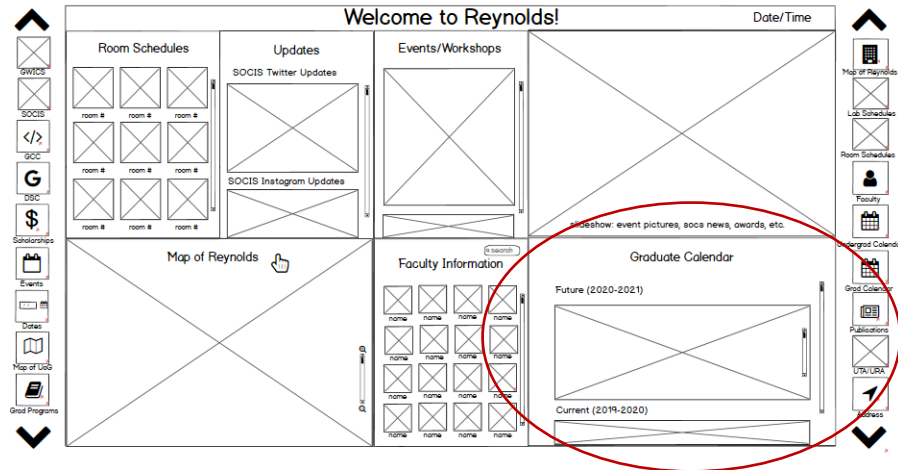 Welcome to Reynolds!
Date/Time
GWICS
SOCIS
</>
GCC
G
DSC
$
Scholarships
Events
Dates
Map of UoG
Grad Programs
Room Schedules
room # room # room #
room # room # room #
room # room # room #
Updates
SOCIS Twitter Updates
SOCIS Instagram Updates
Events/Workshops
slideshow: event pictures, socs news, awards, etc.
Map of Reynolds
search
Faculty Information
name name name name
name name name name
name name name name
name name name name
Graduate Calendar
Future (2020-2021)
Current (2019-2020)
Map of Reynolds
Lab Schedules
Room Schedules
Faculty
Undergrad Calendar
Grad Calendar
Publications
UTA/URA
Address